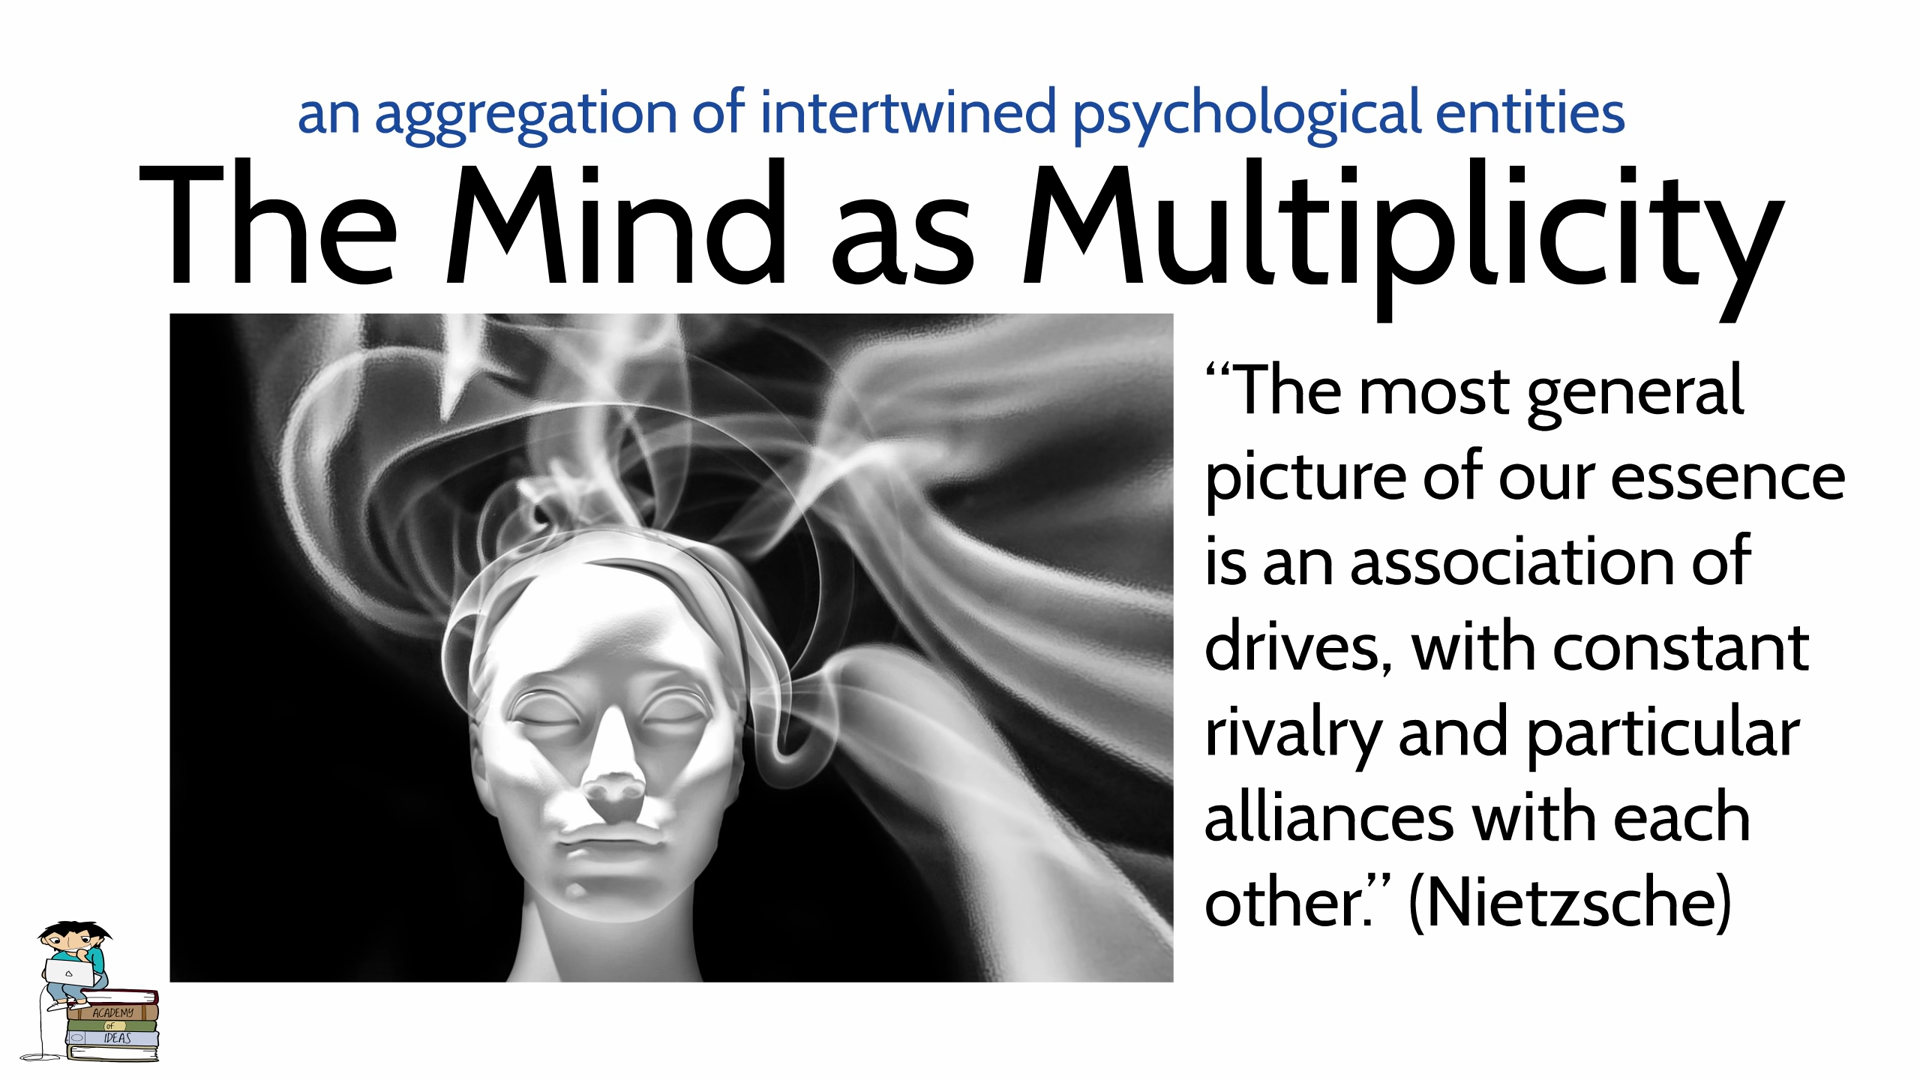 an aggregation of intertwined psychological entities
The Mind as Multiplicity
“The most general
picture of our essence
is an association of
drives, with constant
rivalry and particular
alliances with each
other.” (Nietzsche)
ACADEMY
of
IDEAS